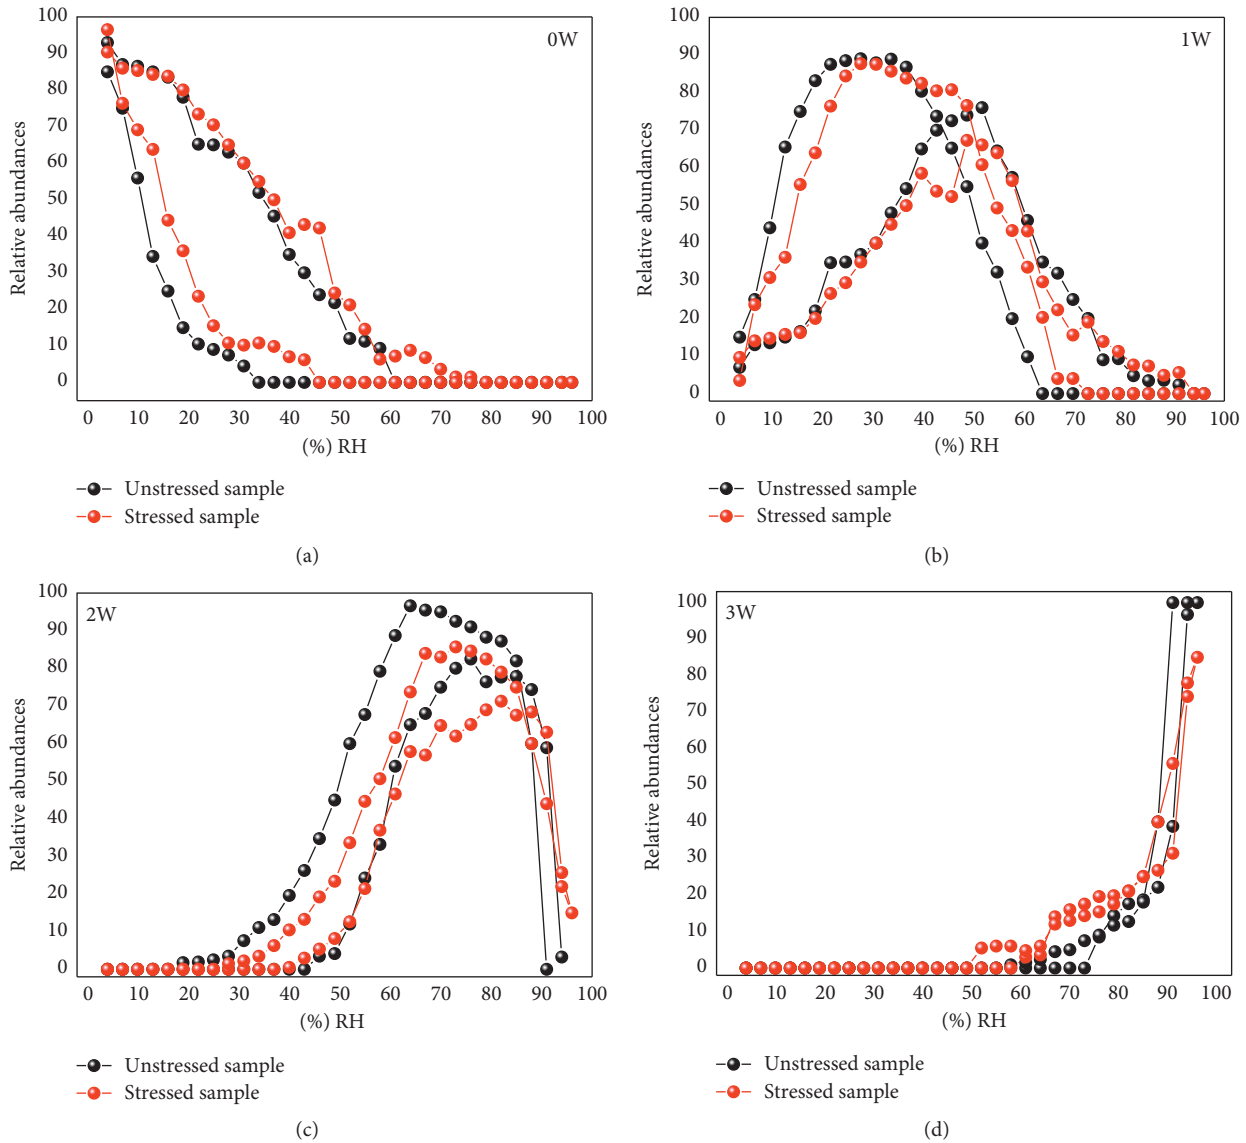 100
90
80
70
60
50
40
30
20
10
0
Relative abundances
0W
0 10 20 30 40 50 60 70 80 90 100
(%) RH
Unstressed sample
Stressed sample
(a)
100
90
80
70
60
50
40
30
20
10
0
Relative abundances
1W
0 10 20 30 40 50 60 70 80 90 100
(%) RH
Unstressed sample
Stressed sample
(b)
100
90
80
70
60
50
40
30
20
10
0
Relative abundances
2W
0 10 20 30 40 50 60 70 80 90 100
(%) RH
Unstressed sample
Stressed sample
(c)
100
90
80
70
60
50
40
30
20
10
0
Relative abundances
3W
0 10 20 30 40 50 60 70 80 90 100
(%) RH
Unstressed sample
Stressed sample
(d)